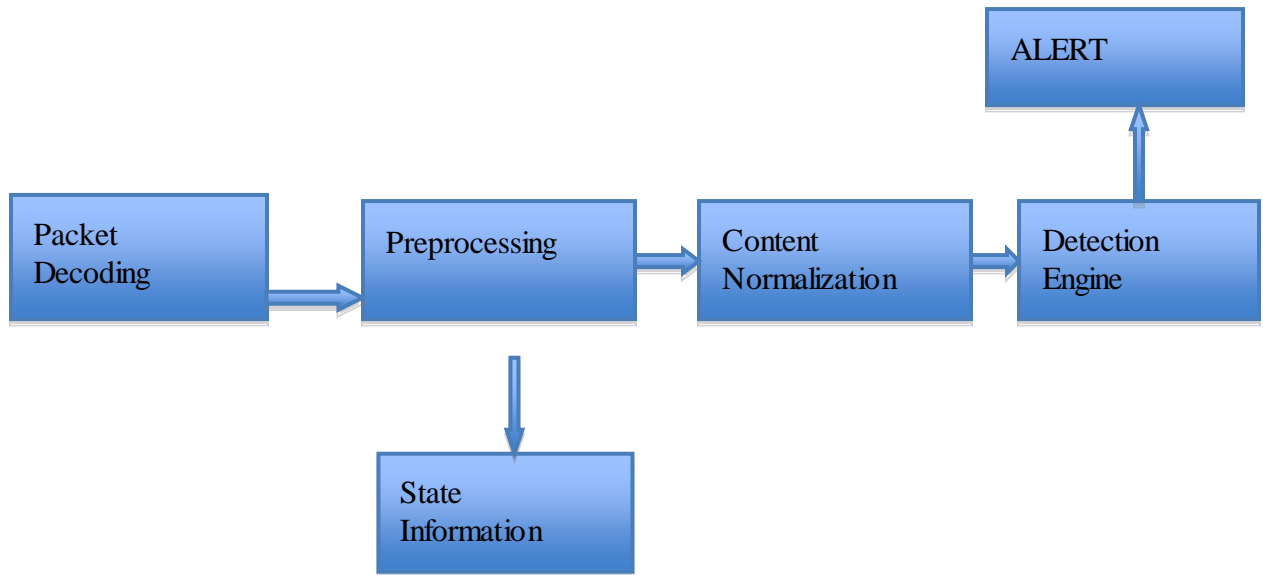 ALERT
Packet
Decoding
Preprocessing
Content
Normalization
Detection
Engine
State
Information